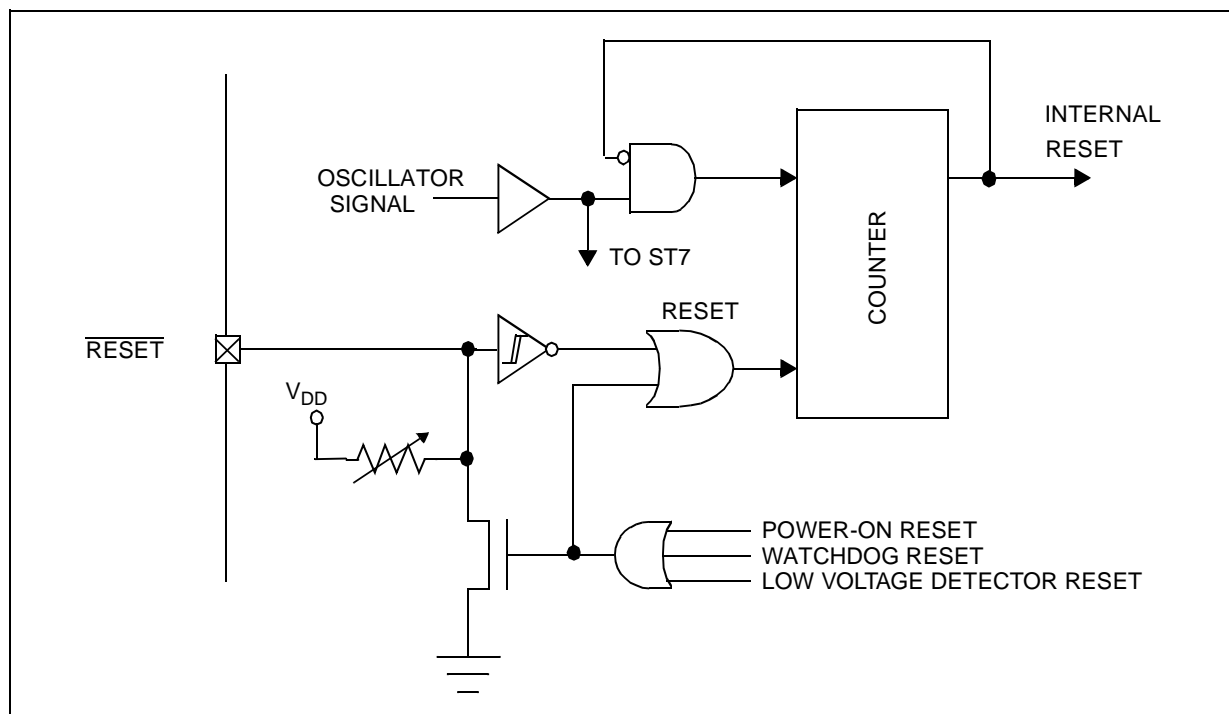 INTERNAL
RESET
OSCILLATOR
SIGNAL
TO ST7
COUNTER
RESET
RESET
VDD
POWER-ON RESET
WATCHDOG RESET
LOW VOLTAGE DETECTOR RESET